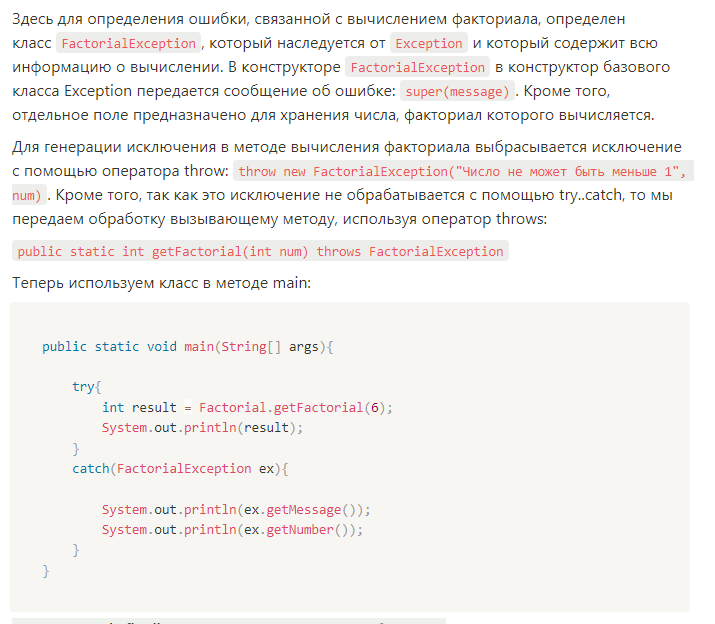 Здесь для определения ошибки, связанной с вычислением факториала, определен
класс FactorialException, который наследуется от Exception и который содержит всю
информацию о вычислении. В конструкторе FactorialException в конструктор базового
класса Exception передается сообщение об ошибке: super(message). Кроме того,
отдельное поле предназначено для хранения числа, факториал которого вычисляется.
Для генерации исключения в методе вычисления факториала выбрасывается исключение
с помощью оператора throw: throw new FactorialException("Число не может быть меньше 1",
num). Кроме того, так как это исключение не обрабатывается с помощью try..catch, то мы
передаем обработку вызывающему методу, используя оператор throws:
public static int getFactorial(int num) throws FactorialException
Теперь используем класс в методе main:
public static void main(String[] args){
try{
int result = Factorial.getFactorial(6);
System.out.println(result);
}
catch(FactorialException ex){
System.out.println(ex.getMessage());
System.out.println(ex.getNumber());
}
}